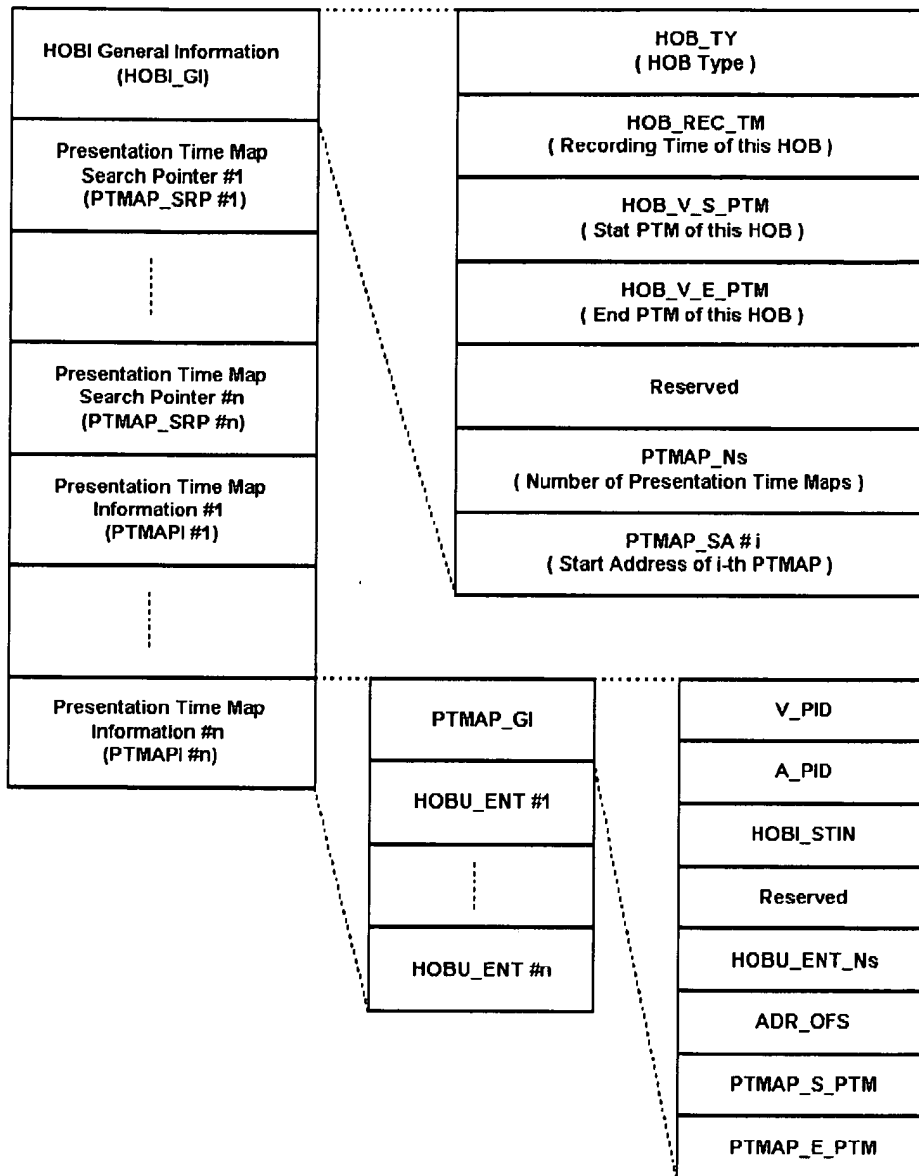 HOBI General Information
(HOBI_GI)
Presentation Time Map
Search Pointer #1
(PTMAP_SRP #1)
Presentation Time Map
Search Pointer #n
(PTMAP_SRP #n)
Presentation Time Map
Information #1
(PTMAPI #1)
Presentation Time Map
Information #n
(PTMAPI #n)
HOB_TY
( HOB Type )
HOB_REC_TM
( Recording Time of this HOB )
HOB_V_S_PTM
( Stat PTM of this HOB )
HOB_V_E_PTM
( End PTM of this HOB )
Reserved
PTMAP_Ns
( Number of Presentation Time Maps )
PTMAP_SA # i
( Start Address of i-th PTMAP )
PTMAP_GI
HOBU_ENT #1
HOBU_ENT #n
V_PID
A_PID
HOBI_STIN
Reserved
HOBU_ENT_Ns
ADR_OFS
PTMAP_S_PTM
PTMAP_E_PTM